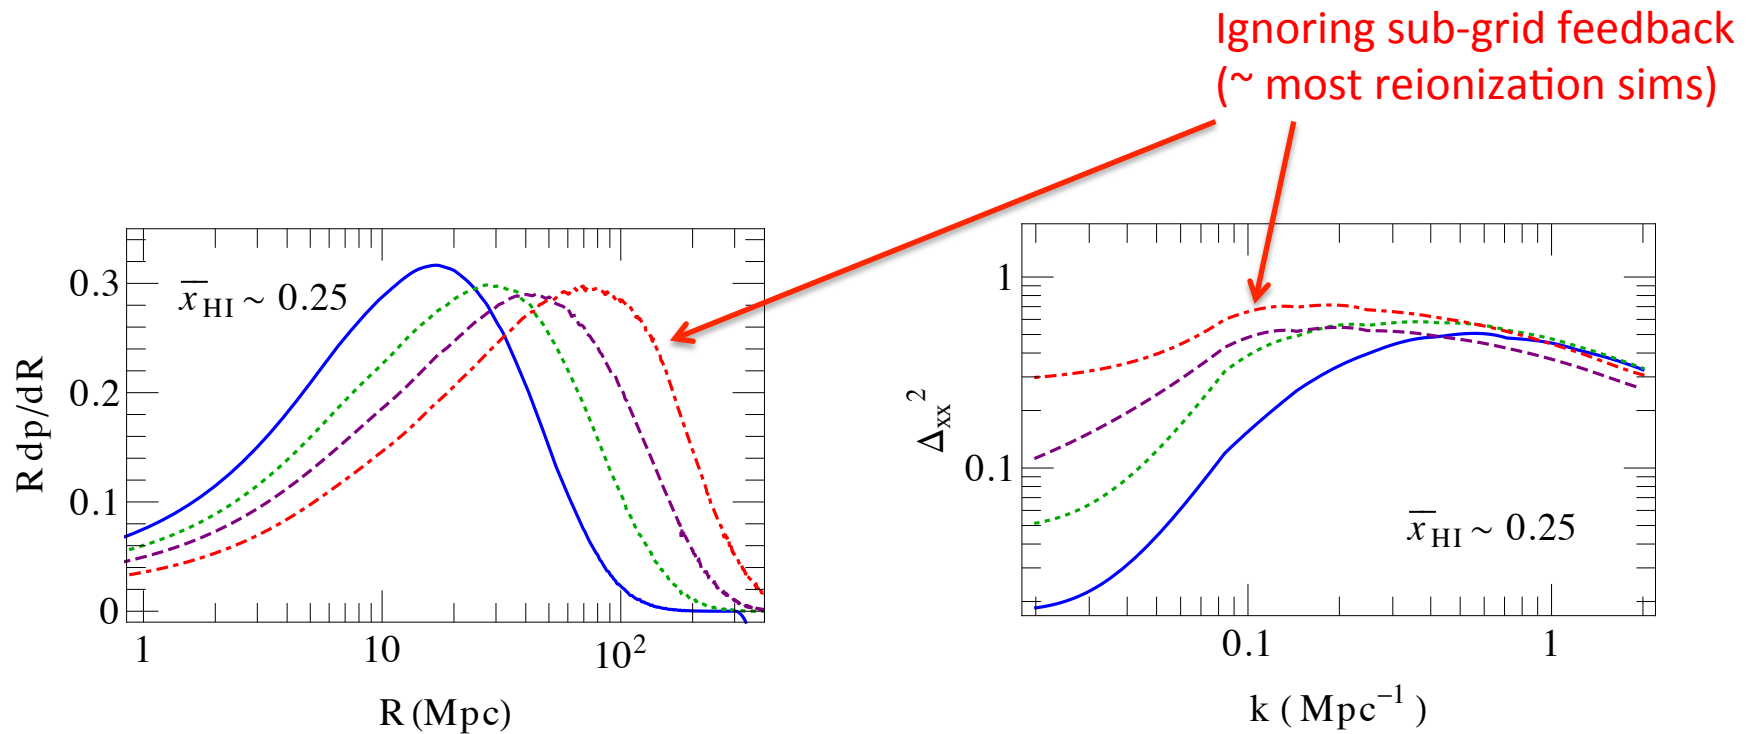 Ignoring sub-grid feedback
(~ most reionization sims)
R dp/dR
0.3
0.2
0.1
0
x̅HI ~ 0.25
1
10
10²
R (Mpc)
Δxx²
1
0.1
x̅HI ~ 0.25
0.1
1
k ( Mpc⁻¹ )